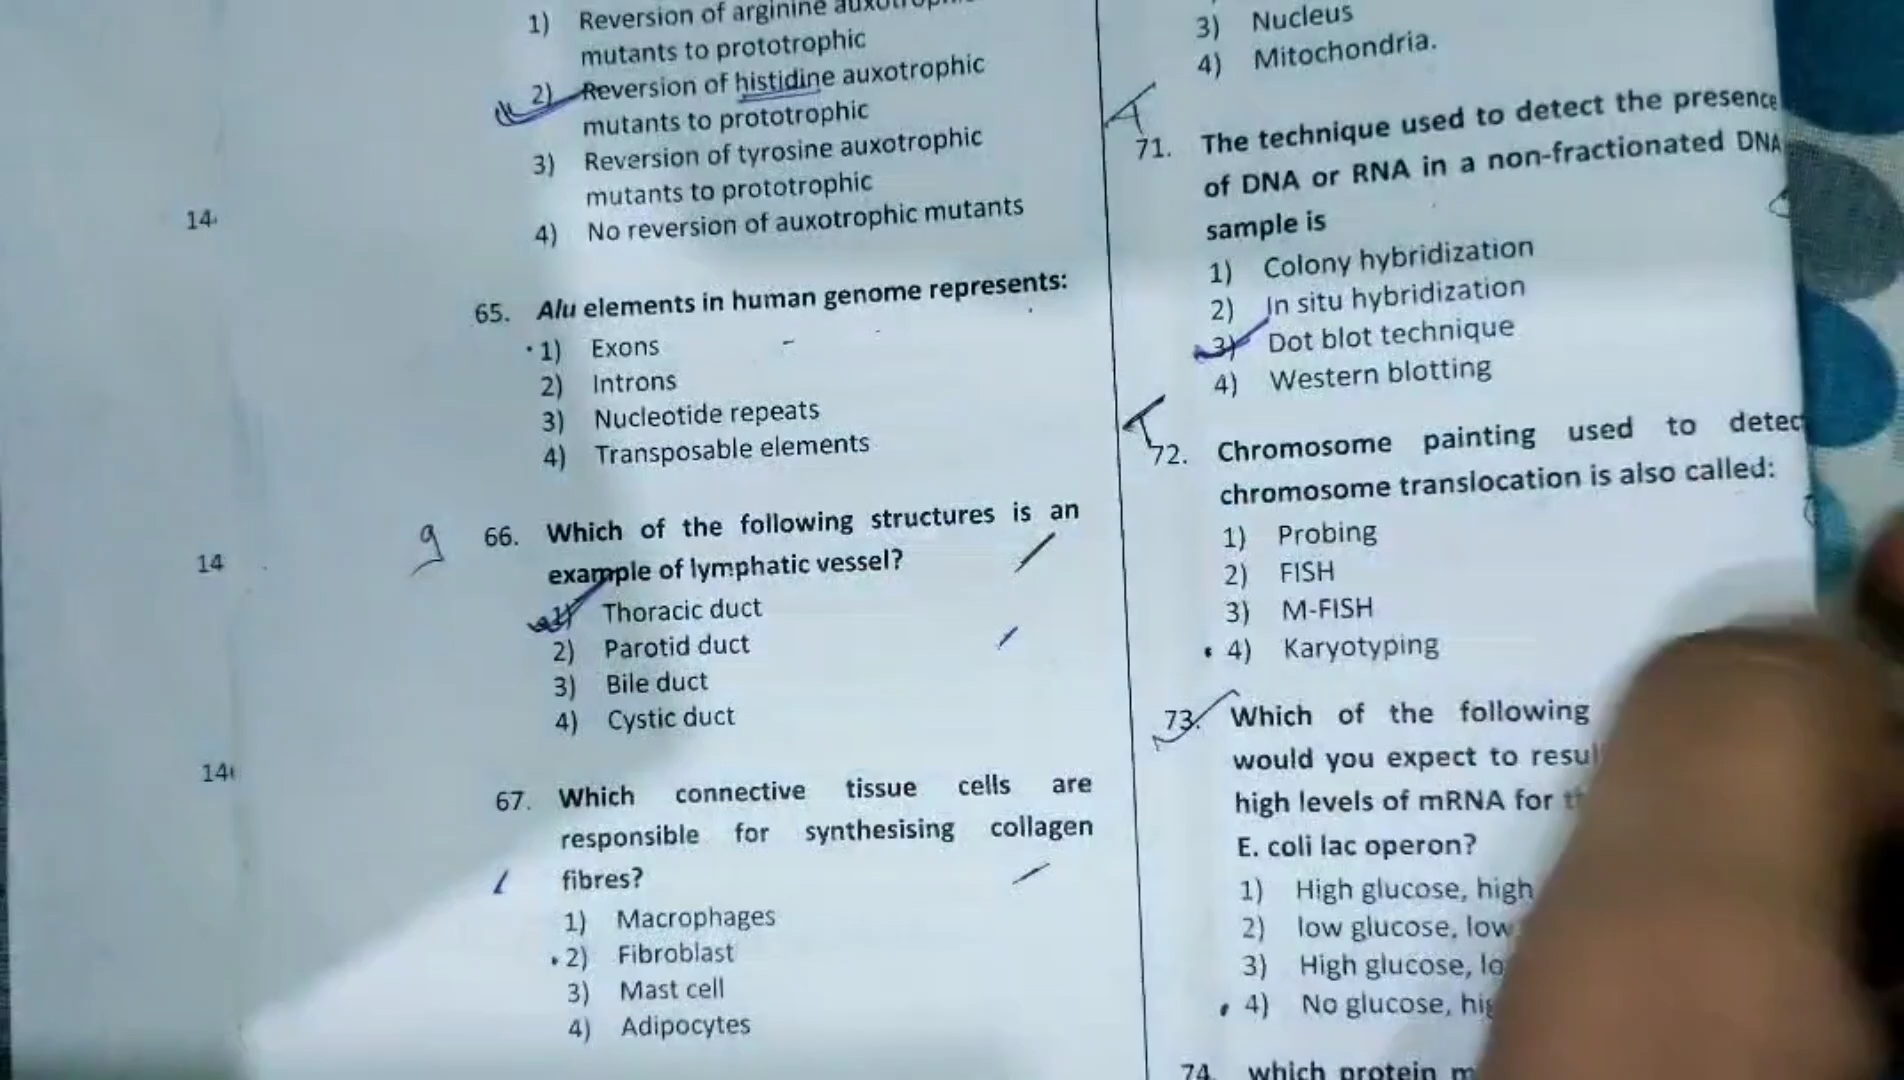 1) Reversion of arginine
mutants to prototrophic
2) Reversion of histidine auxotrophic
mutants to prototrophic
3) Reversion of tyrosine auxotrophic
mutants to prototrophic
4) No reversion of auxotrophic mutants
65. Alu elements in human genome represents:
1) Exons
2) Introns
3) Nucleotide repeats
4) Transposable elements
66. Which of the following structures is an
example of lymphatic vessel?
1) Thoracic duct
2) Parotid duct
3) Bile duct
4) Cystic duct
67. Which connective tissue cells are
responsible for synthesising collagen
fibres?
1) Macrophages
2) Fibroblast
3) Mast cell
4) Adipocytes
3) Nucleus
4) Mitochondria.
71. The technique used to detect the presence
of DNA or RNA in a non-fractionated DNA
sample is
1) Colony hybridization
2) In situ hybridization
3) Dot blot technique
4) Western blotting
72. Chromosome painting used to detec
chromosome translocation is also called:
1) Probing
2) FISH
3) M-FISH
4) Karyotyping
73. Which of the following
would you expect to resul
high levels of mRNA for
E. coli lac operon?
1) High glucose, high
2) low glucose, low
3) High glucose, lo
4) No glucose, hig
74. which protein m
14
14
14